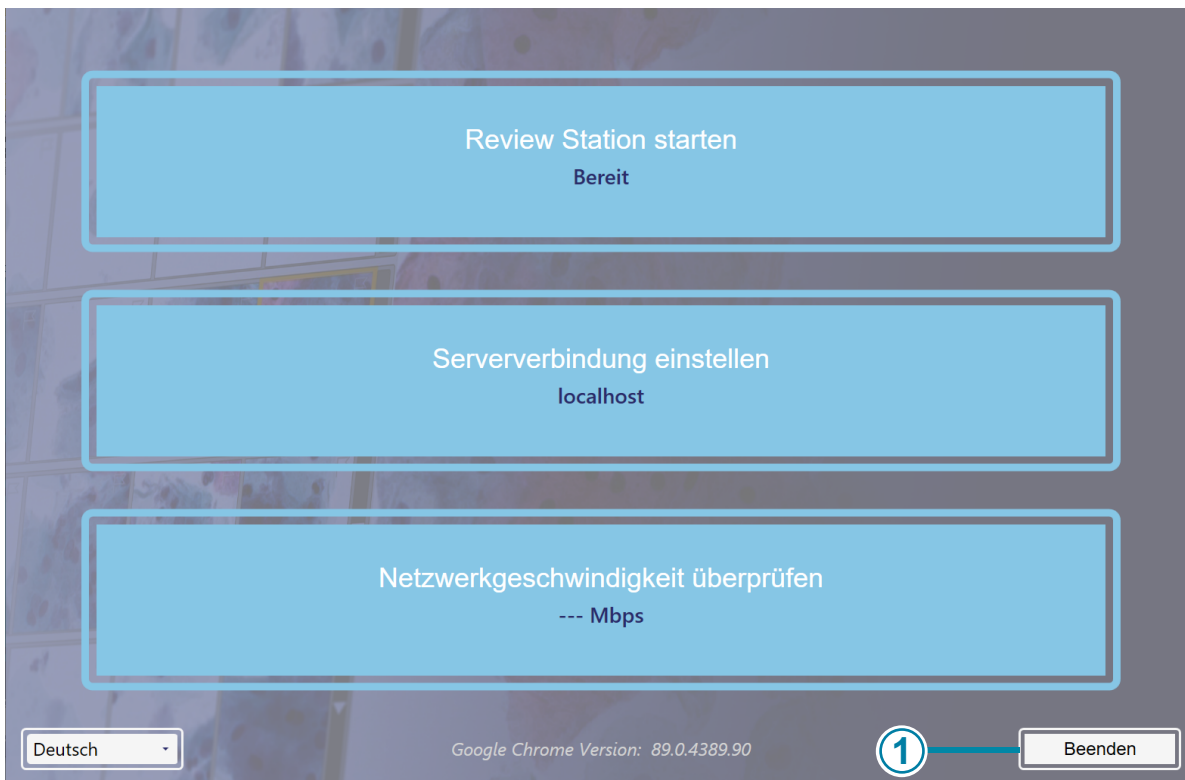 Review Station starten
Bereit
Serververbindung einstellen
localhost
Netzwerkgeschwindigkeit überprüfen
--- Mbps
Deutsch
Google Chrome Version: 89.0.4389.90
1
Beenden